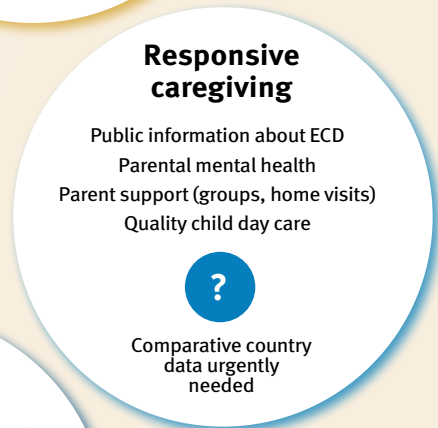 Responsive
caregiving
Public information about ECD
Parental mental health
Parent support (groups, home visits)
Quality child day care
?
Comparative country
data urgently
needed